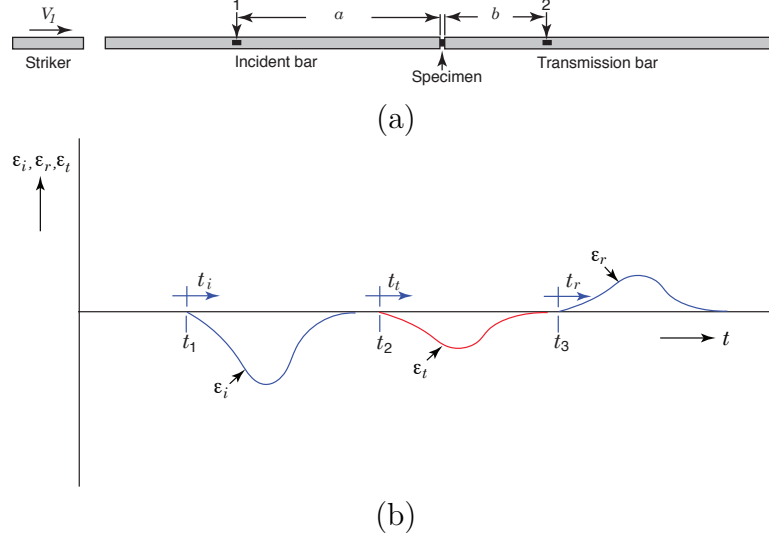 V_I 1 a b 2
Striker Incident bar Specimen Transmission bar
(a)
ε_i, ε_r, ε_t
t_i t_t ε_r t_r
t_1 t_2 t_3 t
ε_i ε_t
(b)